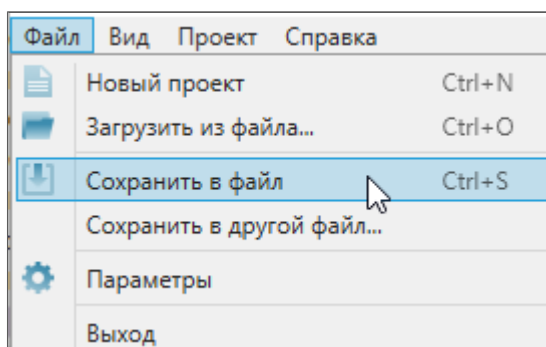 Файл Вид Проект Справка
Новый проект Ctrl+N
Загрузить из файла... Ctrl+O
Сохранить в файл Ctrl+S
Сохранить в другой файл...
Параметры
Выход